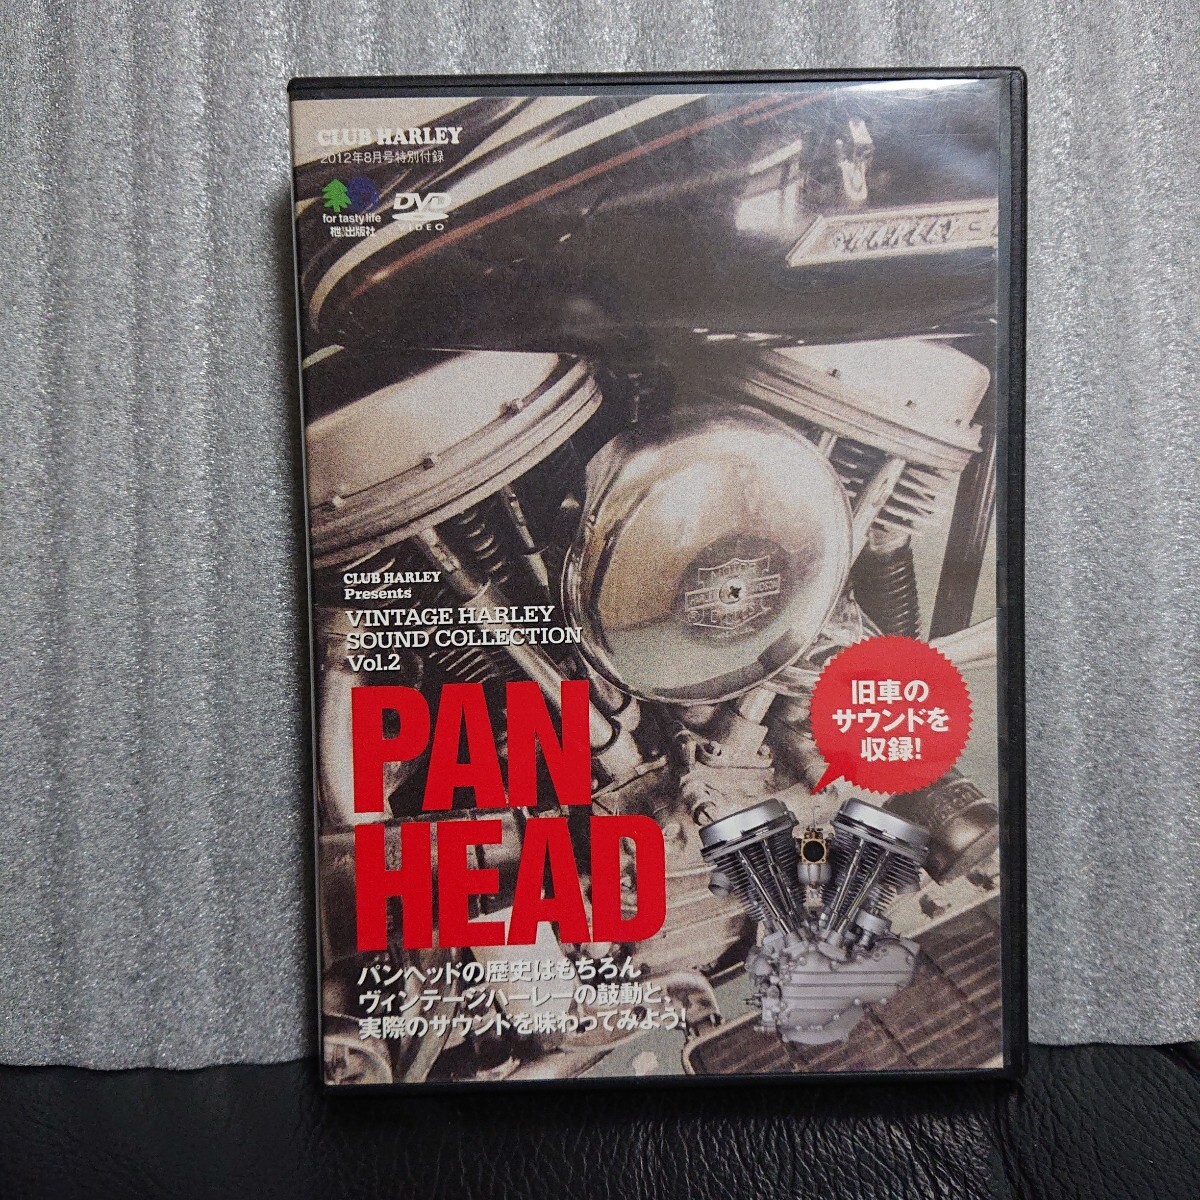 CLUB HARLEY
2012年8月号特別付録
for tasty life
枻出版社
DVD
VIDEO
CLUB HARLEY
Presents
VINTAGE HARLEY
SOUND COLLECTION
Vol.2
PAN
HEAD
旧車の
サウンドを
収録!
パンヘッドの歴史はもちろん
ヴィンテージハーレーの鼓動と、
実際のサウンドを味わってみよう!